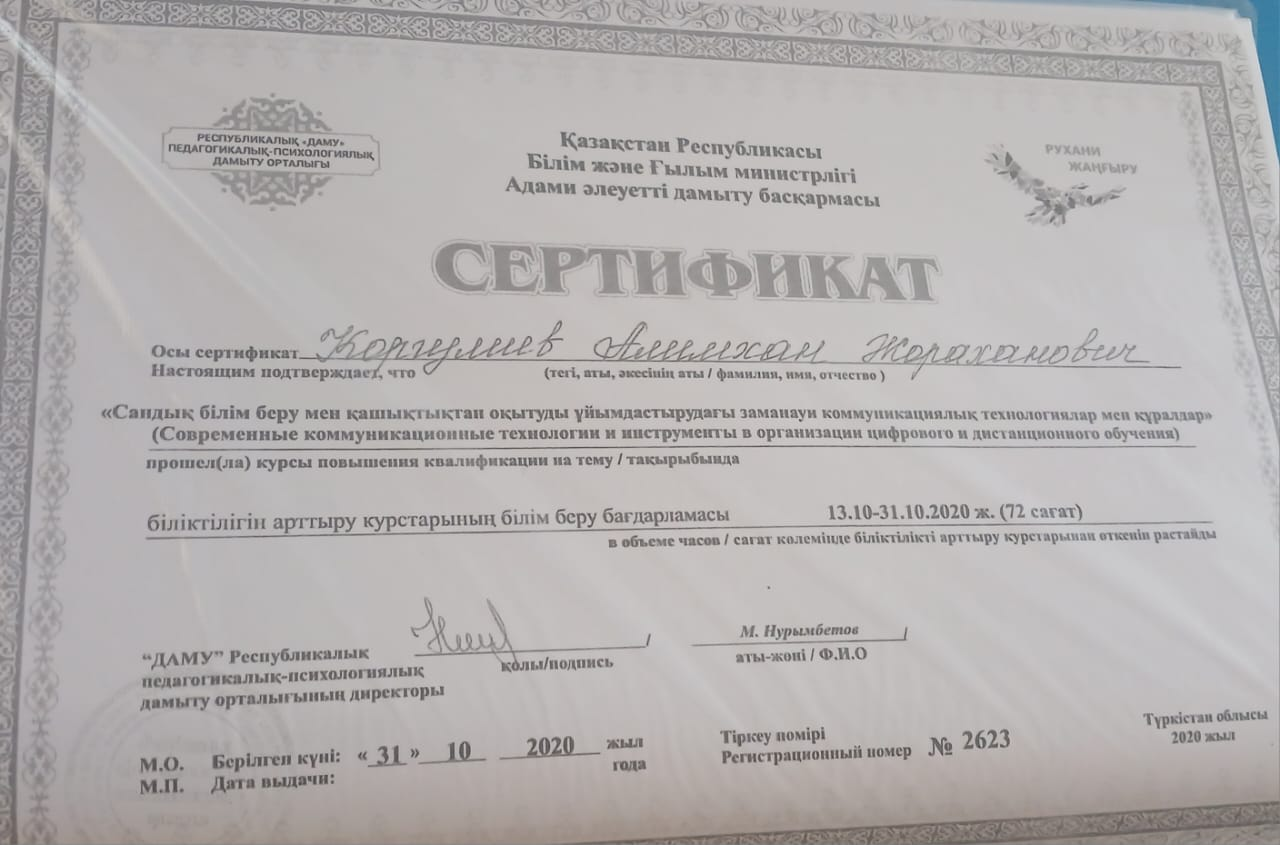 РЕСПУБЛИКАЛЫҚ «ДАМУ»
ПЕДАГОГИКАЛЫҚ-ПСИХОЛОГИЯЛЫҚ
ДАМЫТУ ОРТАЛЫҒЫ
Қазақстан Республикасы
Білім және Ғылым министрлігі
Адами әлеуетті дамыту басқармасы
РУХАНИ
ЖАҢҒЫРУ
СЕРТИФИКАТ
Осы сертификат Коргулиев Алимхан Жораханович
Настоящим подтверждает, что (тегі, аты, әкесінің аты / фамилия, имя, отчество )
«Сандық білім беру мен қашықтықтан оқытуды ұйымдастырудағы заманауи коммуникациялық технологиялар мен құралдар»
(Современные коммуникационные технологии и инструменты в организации цифрового и дистанционного обучения)
прошел(ла) курсы повышения квалификации на тему / тақырыбында
біліктілігін арттыру курстарының білім беру бағдарламасы 13.10-31.10.2020 ж. (72 сағат)
в объеме часов / сағат көлемінде біліктілікті арттыру курстарынан өткенін растайды
“ДАМУ” Республикалық
педагогикалық-психологиялық
дамыту орталығының директоры
қолы/подпись
М. Нурымбетов
аты-жөні / Ф.И.О
М.О. Берілген күні: « 31 » 10 2020 жыл
М.П. Дата выдачи: года
Тіркеу нөмірі
Регистрационный номер № 2623
Түркістан облысы
2020 жыл